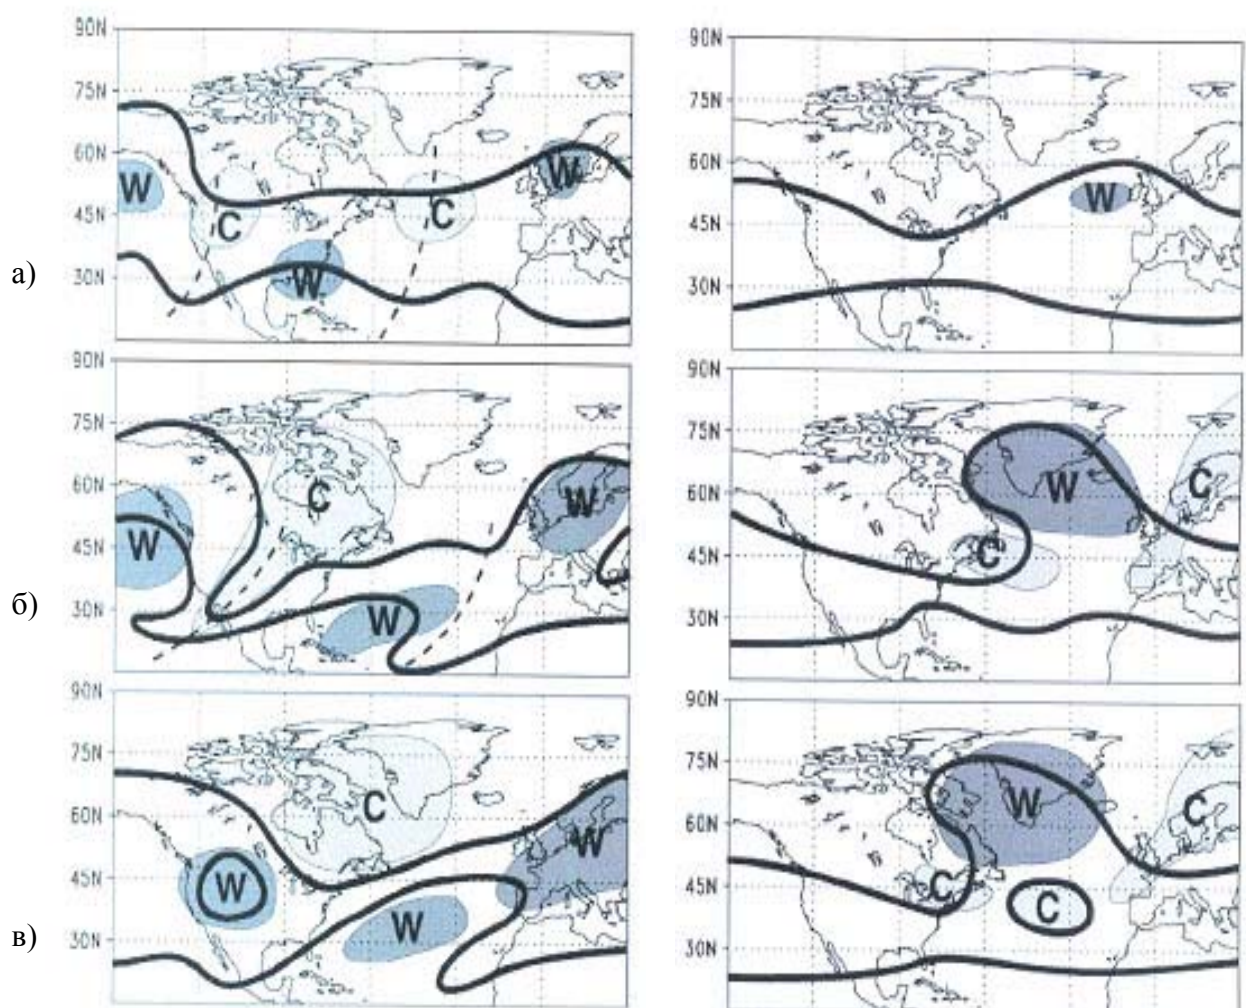 90N 90N
75N 75N
60N 60N
W W
W W
45N C C 45N
а) 30N W 30N
90N 90N
75N 75N
C W C
60N W 60N
W
45N 45N C
б) 30N W 30N
90N 90N
75N 75N
C W C
60N W 60N
45N W 45N C C
в) 30N W 30N